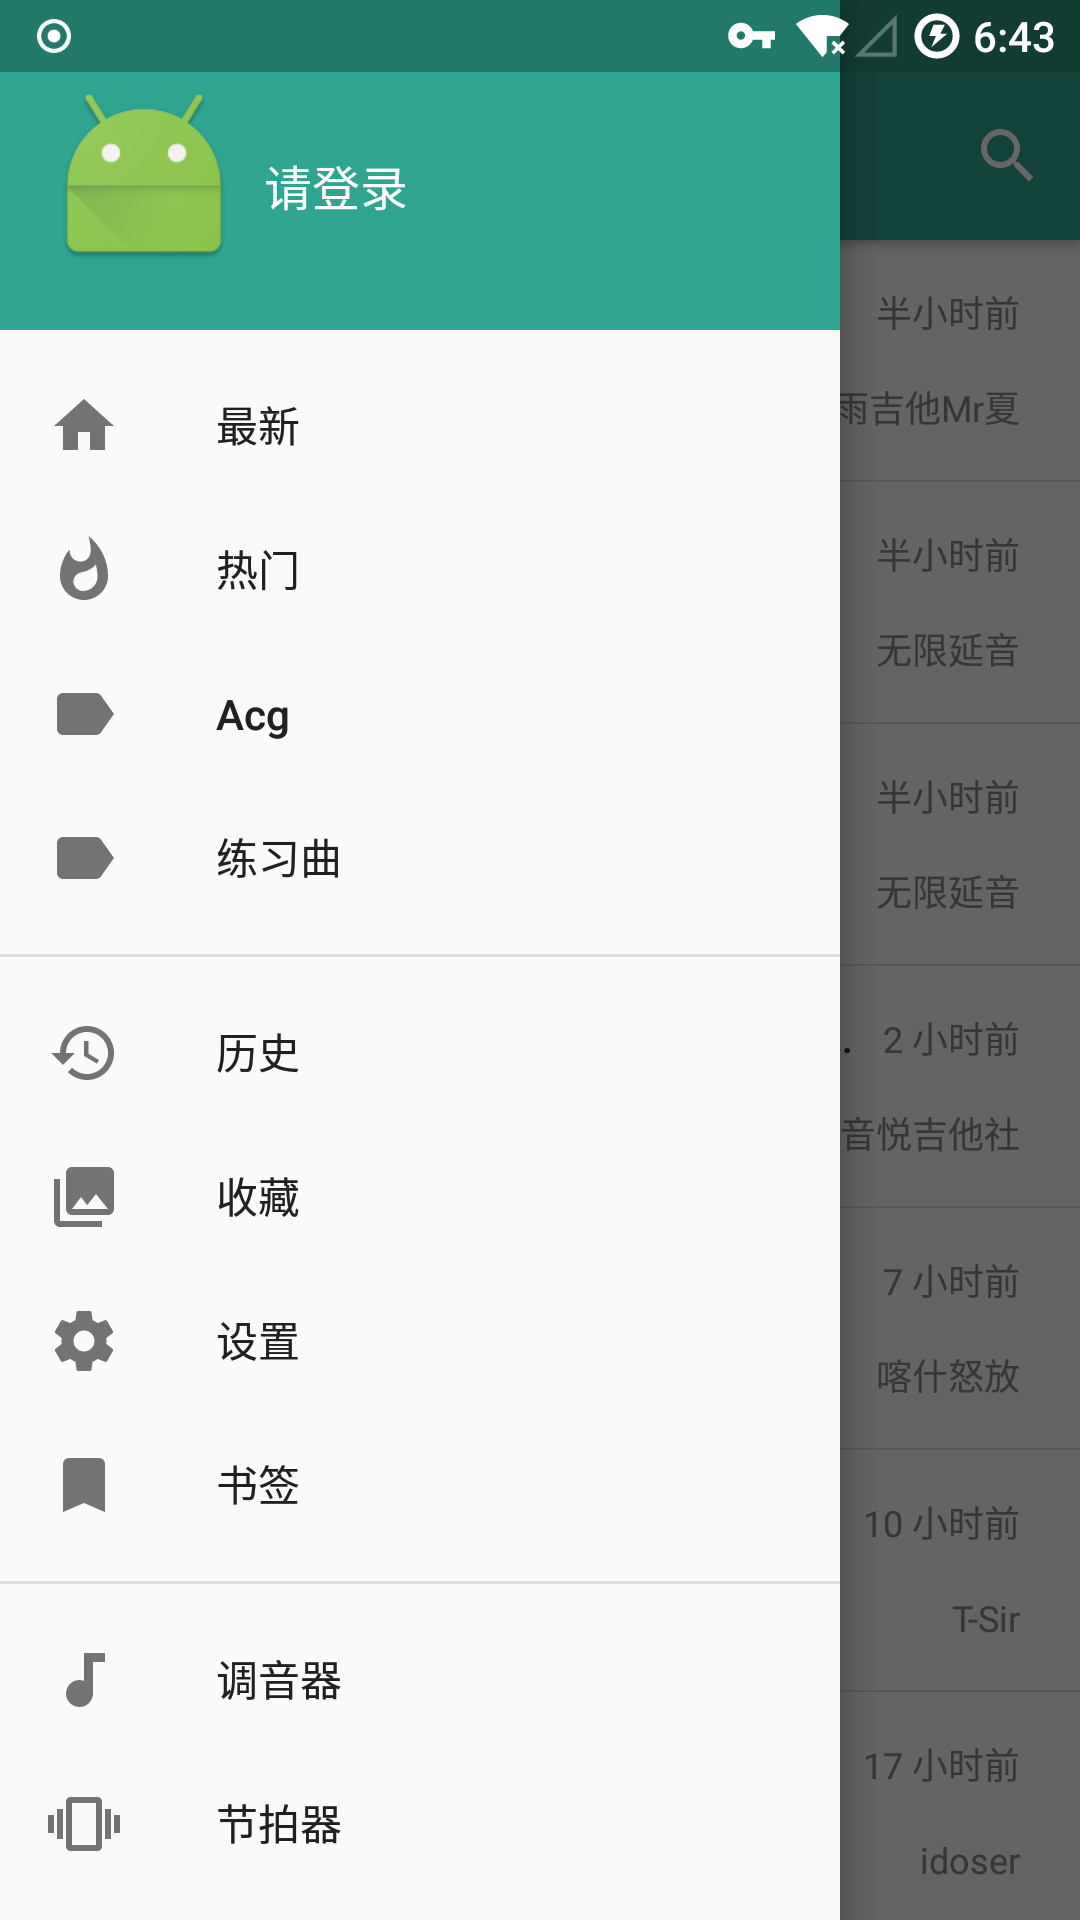 6:43
请登录
最新
热门
Acg
练习曲
历史
收藏
设置
书签
调音器
节拍器
半小时前
雨吉他Mr夏
半小时前
无限延音
半小时前
无限延音
. 2 小时前
音悦吉他社
7 小时前
喀什怒放
10 小时前
T-Sir
17 小时前
idoser